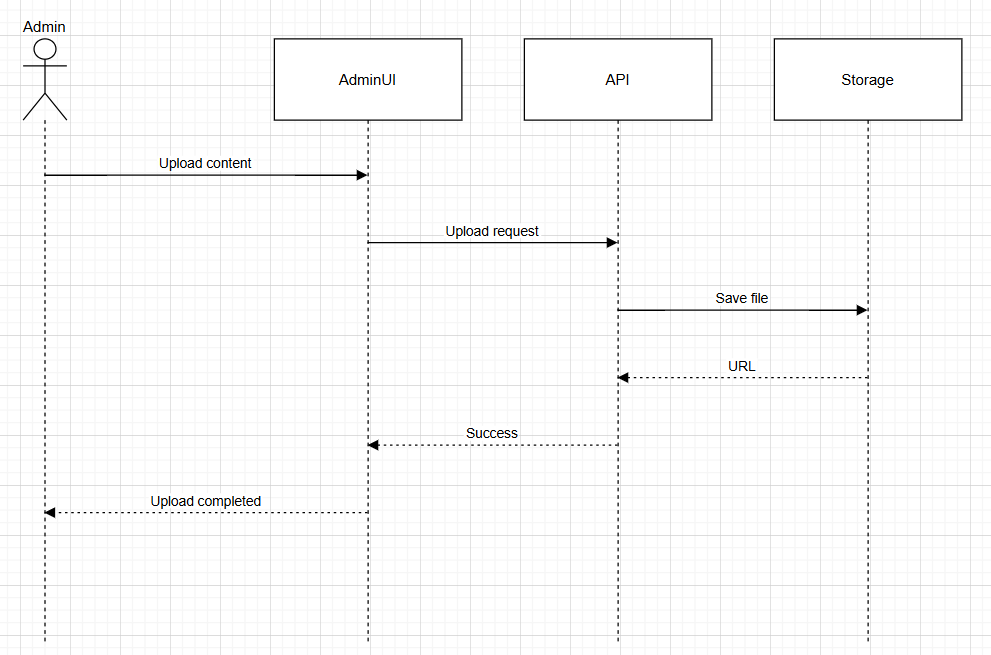 Admin
AdminUI
API
Storage
Upload content
Upload request
Save file
URL
Success
Upload completed